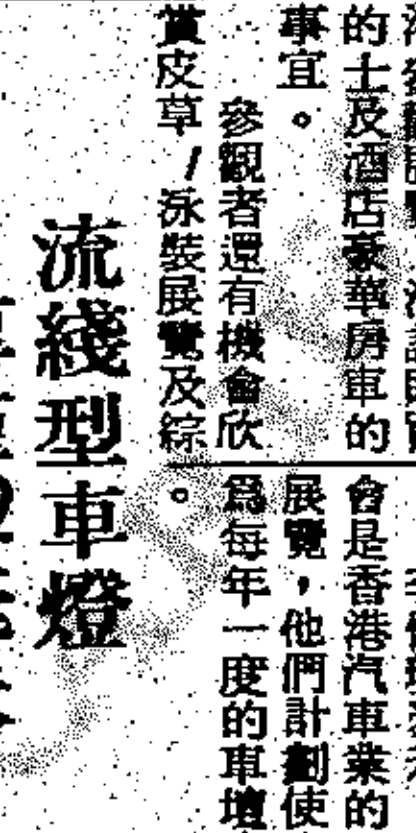 的士及酒店豪華房車的
事宜。
參觀者還有機會欣
賞皮草/泳裝展覽及綜
會是香港汽車業的
展覽，他們計劃使
爲每年一度的車壇
。
流綫型車燈